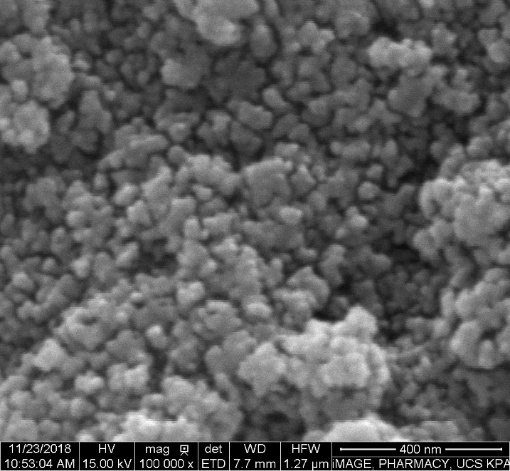 11/23/2018 HV mag det WD HFW 400 nm
10:53:04 AM 15.00 kV 100 000 x ETD 7.7 mm 1.27 µm iMAGE, PHARMACY, UCS KPA